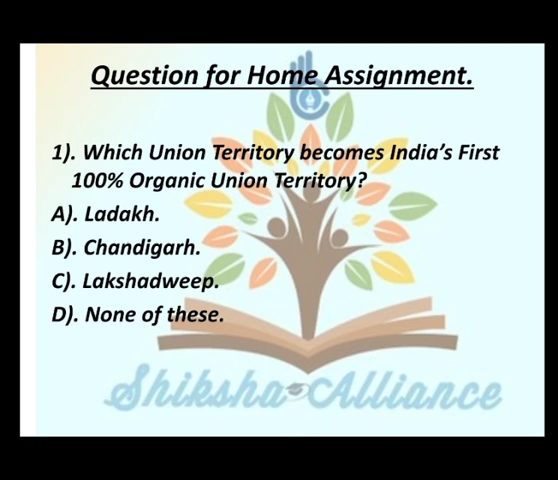 Question for Home Assignment.
1). Which Union Territory becomes India's First
100% Organic Union Territory?
A). Ladakh.
B). Chandigarh.
C). Lakshadweep.
D). None of these.
Shiksha Alliance